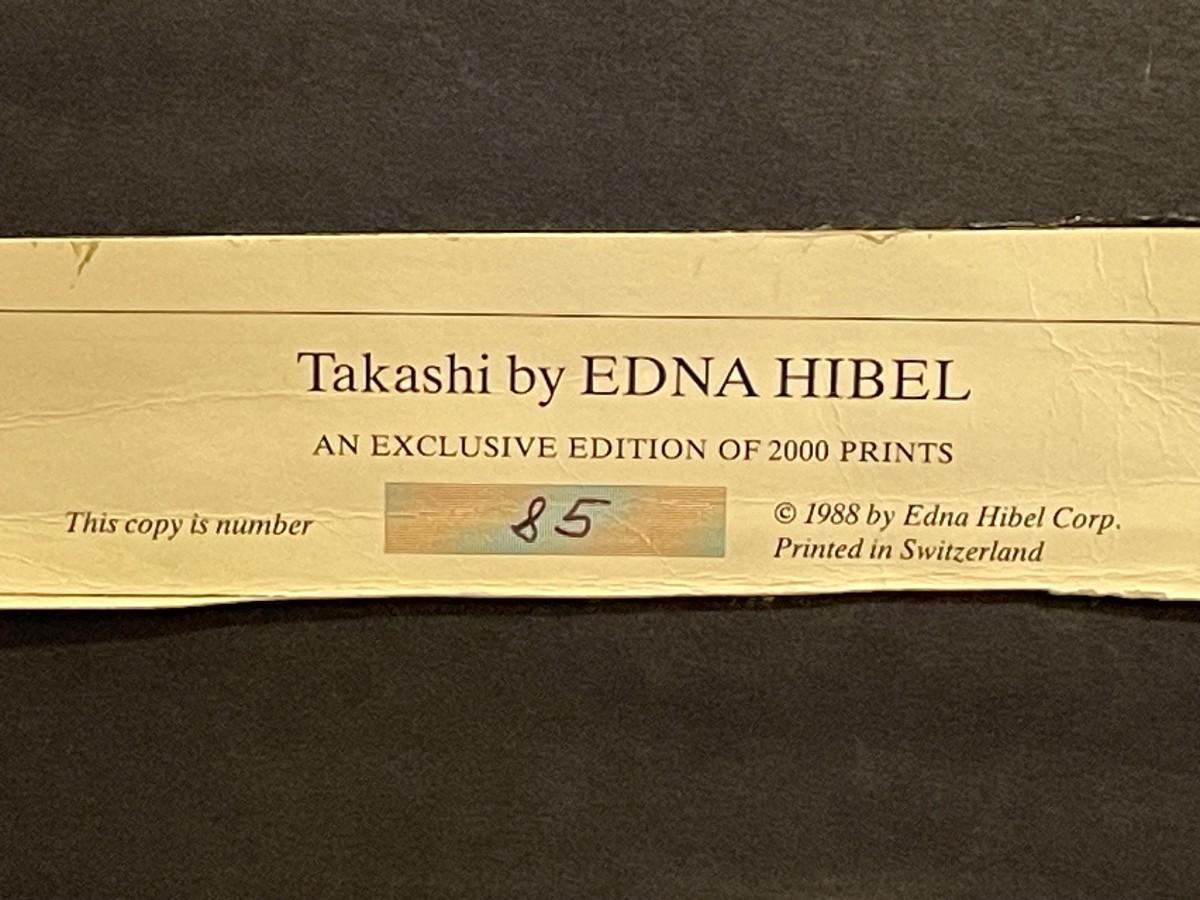 Takashi by EDNA HIBEL
AN EXCLUSIVE EDITION OF 2000 PRINTS
This copy is number 85
© 1988 by Edna Hibel Corp.
Printed in Switzerland